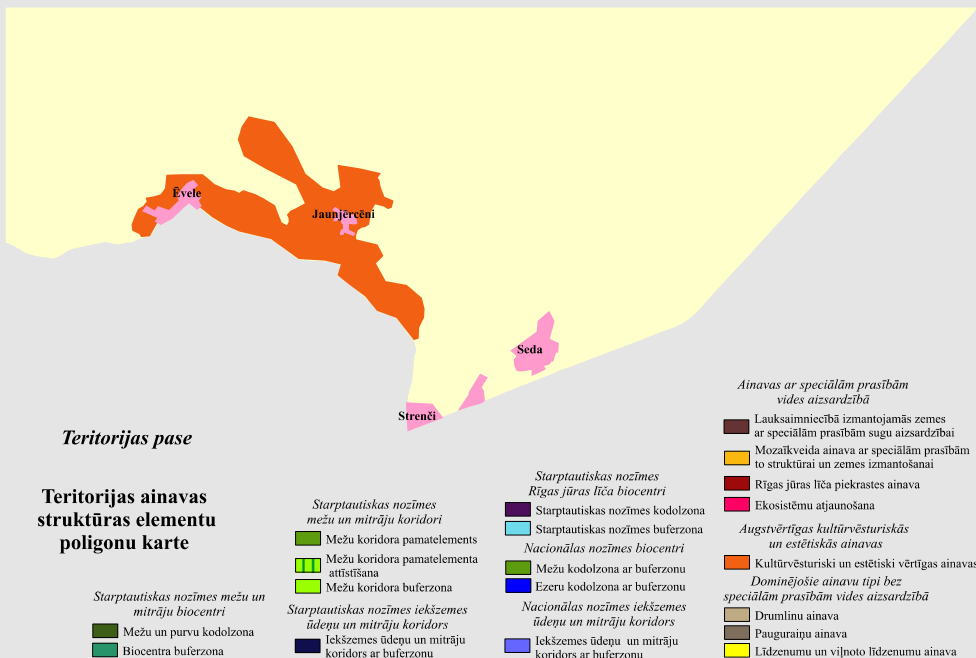 Ēvele
Jaunjērcēni
Seda
Strenči
Teritorijas pase
Teritorijas ainavas
struktūras elementu
poligonu karte
Starptautiskas nozīmes mežu un
mitrāju biocentri
Mežu un purvu kodolzona
Biocentra buferzona
Starptautiskas nozīmes
mežu un mitrāju koridori
Mežu koridora pamatelements
Mežu koridora pamatelementa
attīstīšana
Mežu koridora buferzona
Starptautiskas nozīmes iekšzemes
ūdeņu un mitrāju koridors
Iekšzemes ūdeņu un mitrāju
koridors ar buferzonu
Starptautiskas nozīmes
Rīgas jūras līča biocentri
Starptautiskas nozīmes kodolzona
Starptautiskas nozīmes buferzona
Nacionālas nozīmes biocentri
Mežu kodolzona ar buferzonu
Ezeru kodolzona ar buferzonu
Nacionālas nozīmes iekšzemes
ūdeņu un mitrāju koridors
Iekšzemes ūdeņu un mitrāju
koridors ar buferzonu
Ainavas ar speciālām prasībām
vides aizsardzībā
Lauksaimniecībā izmantojamās zemes
ar speciālām prasībām sugu aizsardzībai
Mozaīkveida ainava ar speciālām prasībām
to struktūrai un zemes izmantošanai
Rīgas jūras līča piekrastes ainava
Ekosistēmu atjaunošana
Augstvērtīgas kultūrvēsturiskās
un estētiskās ainavas
Kultūrvēsturiski un estētiski vērtīgas ainavas
Dominējošie ainavu tipi bez
speciālām prasībām vides aizsardzībā
Drumlinu ainava
Pauguraiņu ainava
Līdzenumu un viļņoto līdzenumu ainava